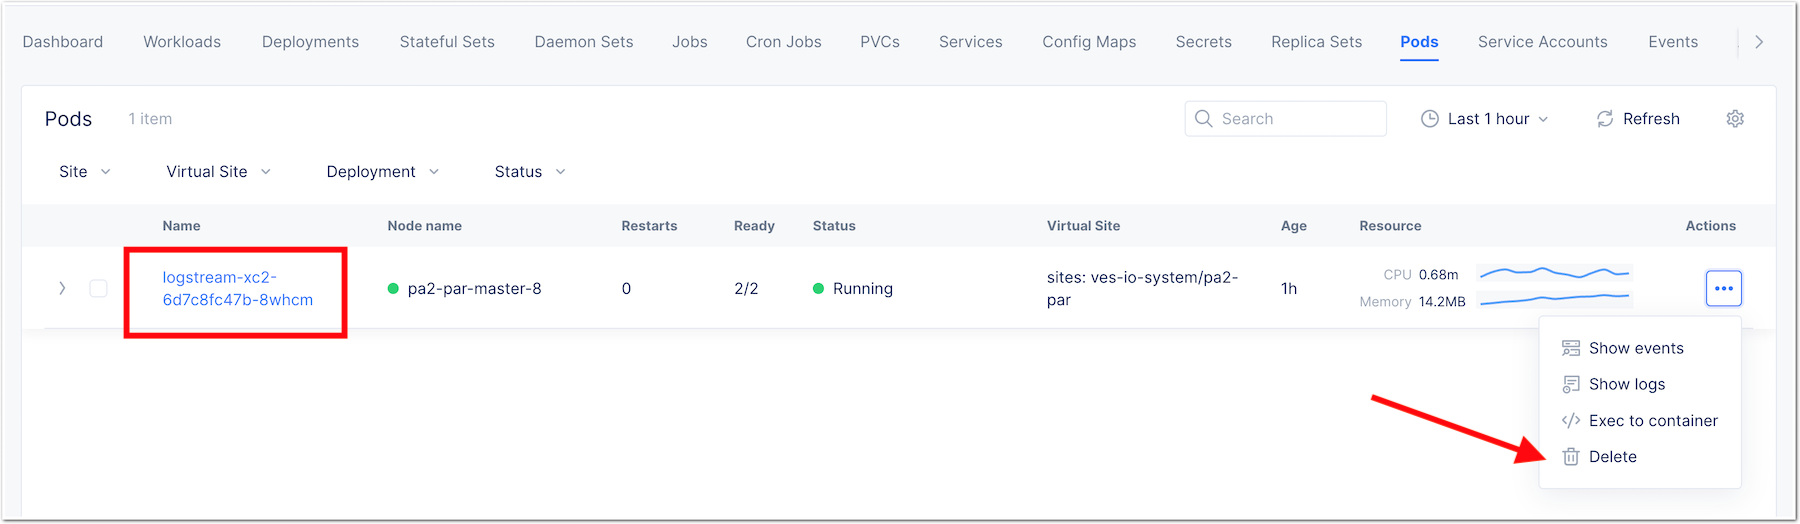 Dashboard Workloads Deployments Stateful Sets Daemon Sets Jobs Cron Jobs PVCs Services Config Maps Secrets Replica Sets Pods Service Accounts Events
Pods 1 item Search Last 1 hour Refresh
Site Virtual Site Deployment Status
Name Node name Restarts Ready Status Virtual Site Age Resource Actions
logstream-xc2-
6d7c8fc47b-8whcm
pa2-par-master-8 0 2/2 Running
sites: ves-io-system/pa2-
par
1h
CPU 0.68m
Memory 14.2MB
Show events
Show logs
Exec to container
Delete